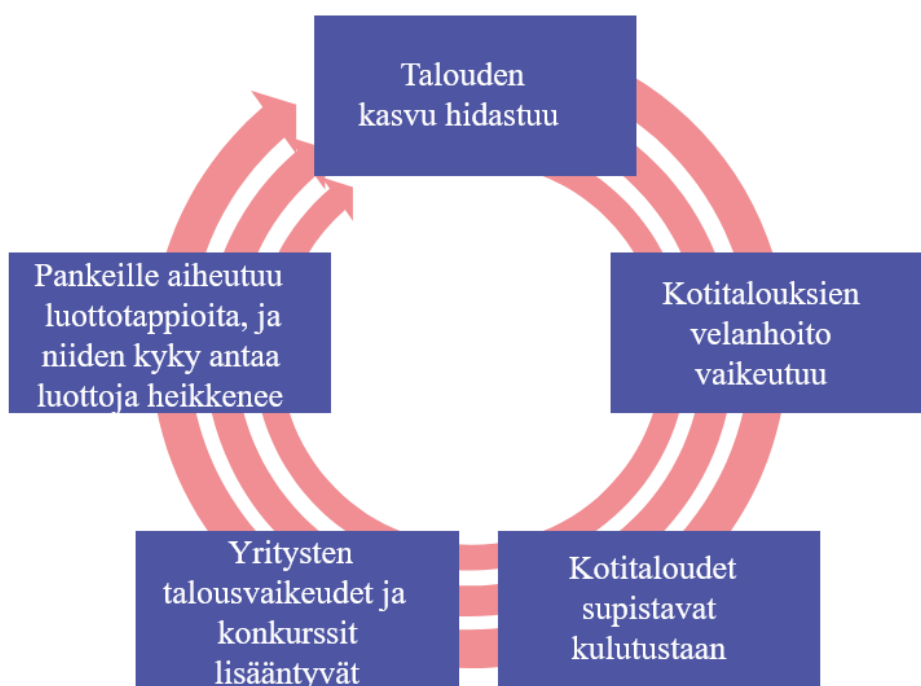 Talouden
kasvu hidastuu
Kotitalouksien
velanhoito
vaikeutuu
Kotitaloudet
supistavat
kulutustaan
Yritysten
talousvaikeudet ja
konkurssit
lisääntyvät
Pankeille aiheutuu
luottotappioita, ja
niiden kyky antaa
luottoja heikkenee